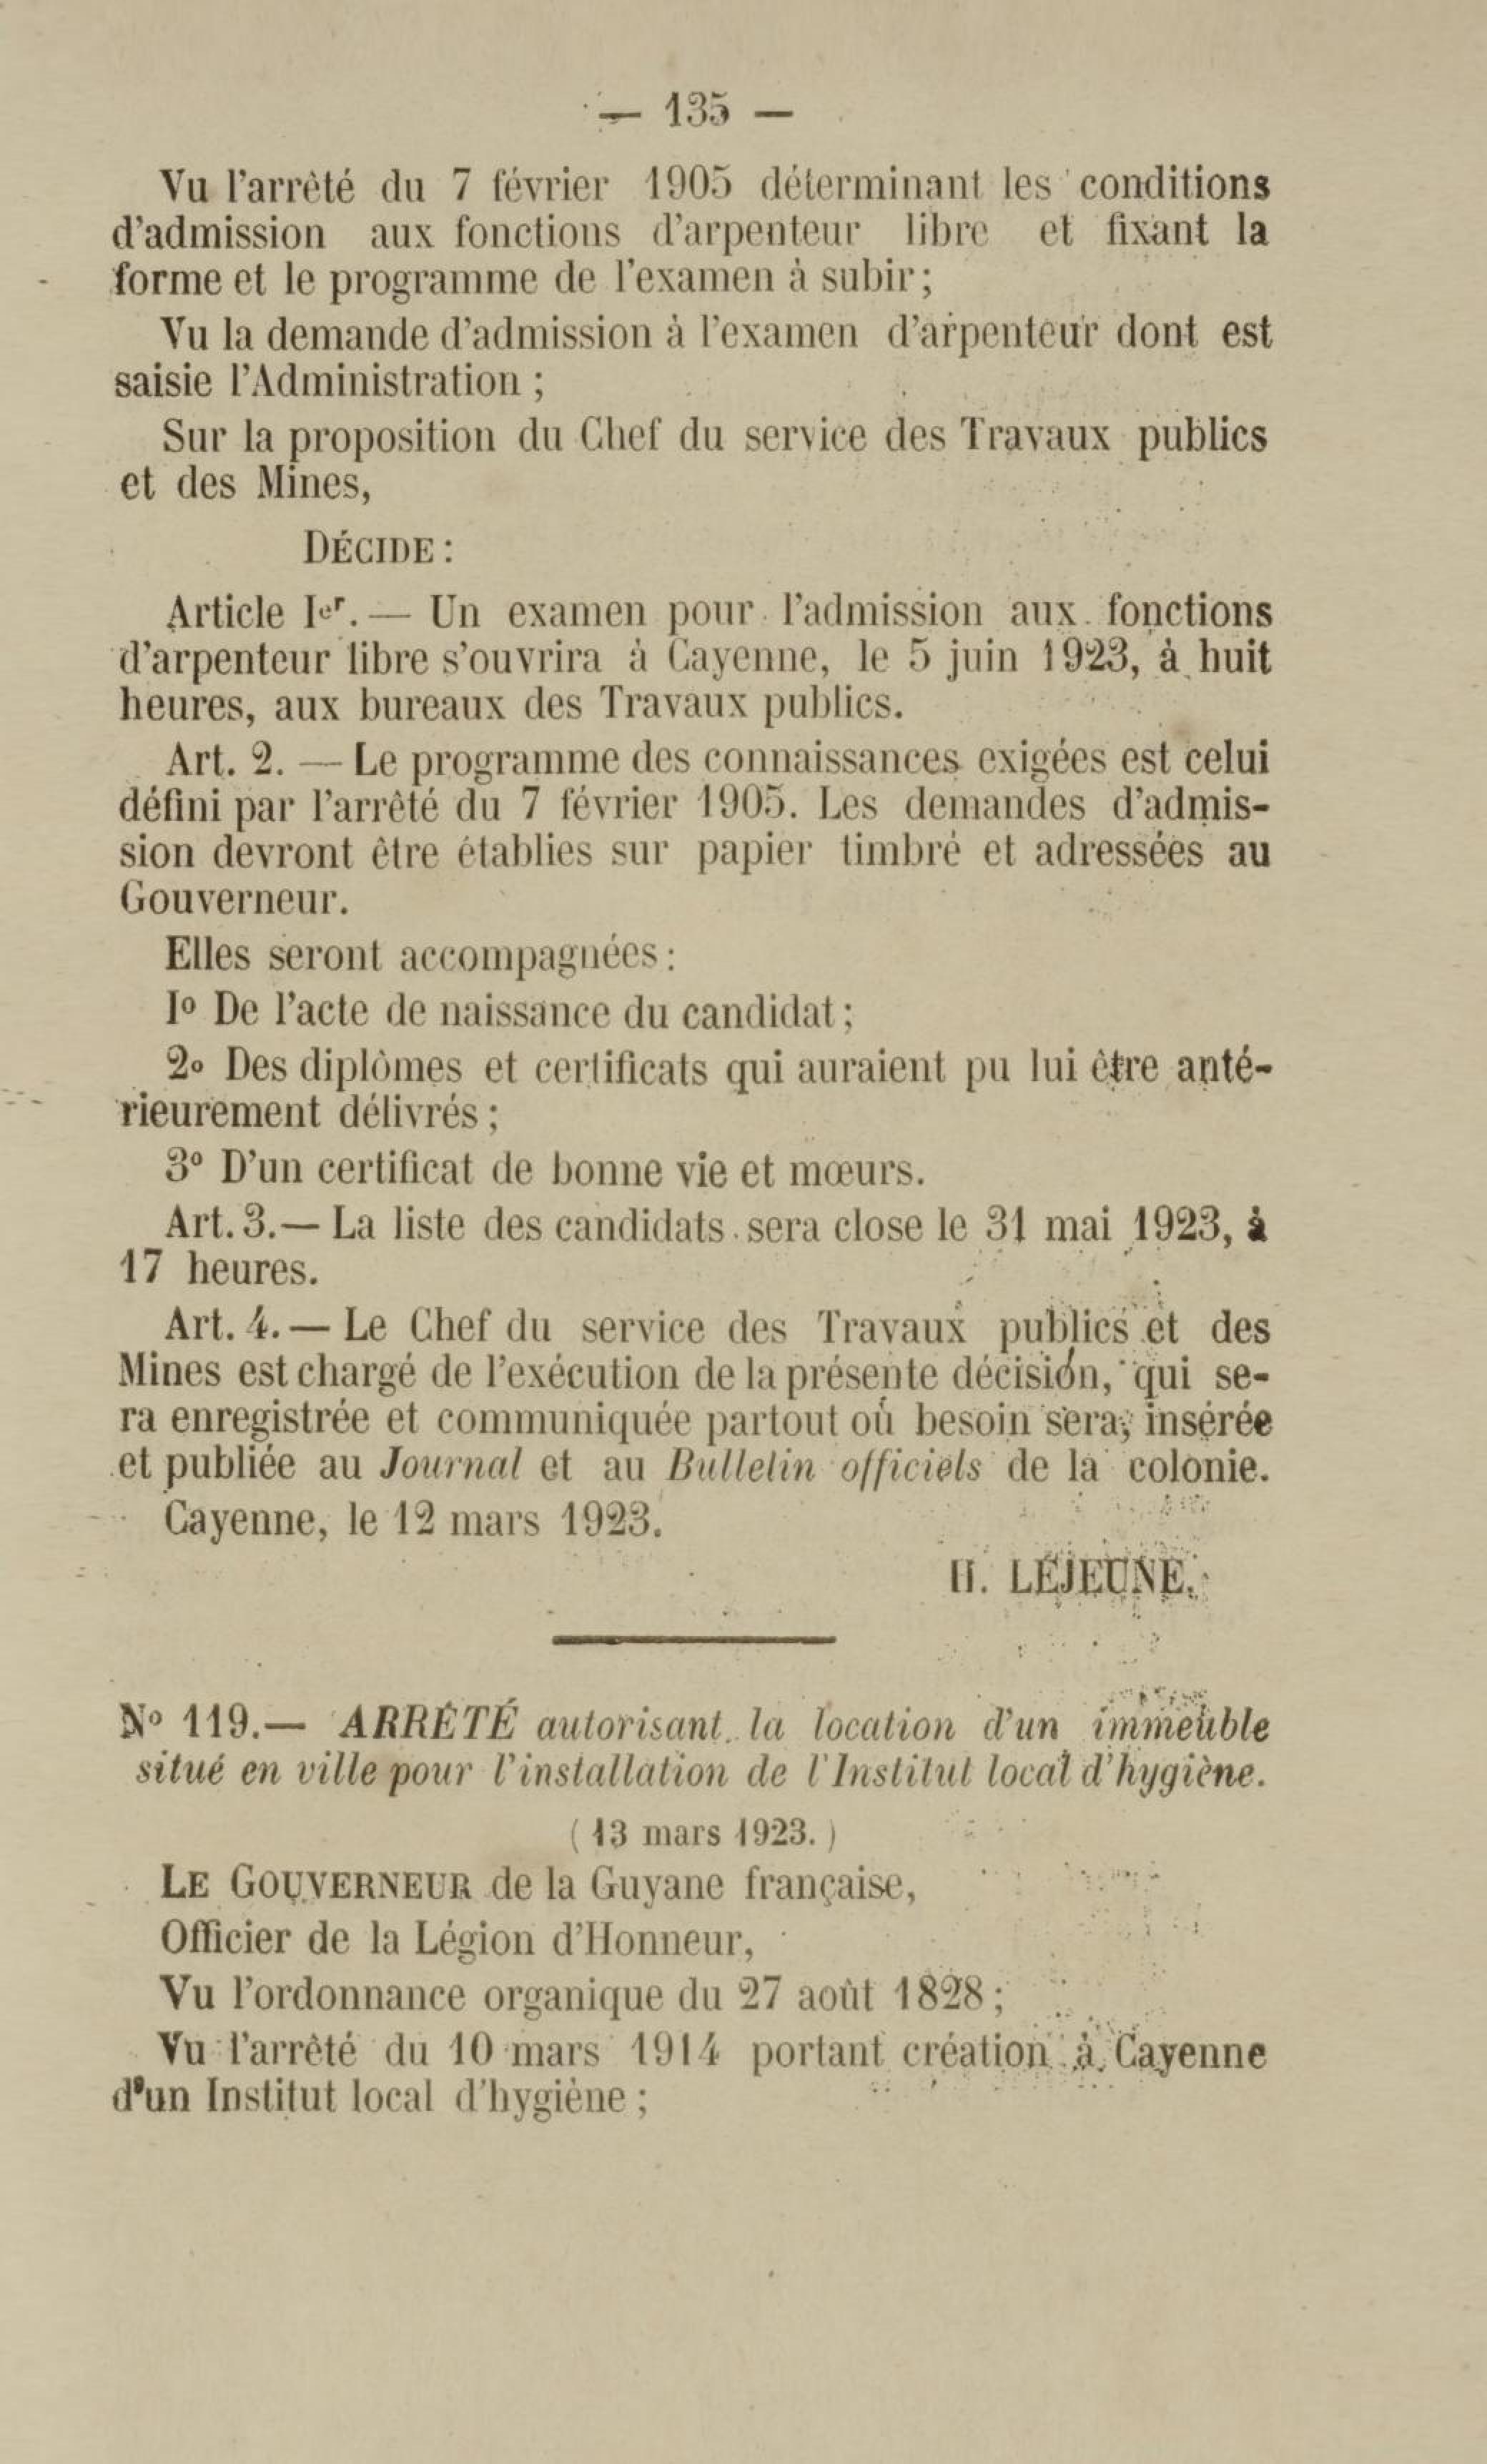 — 135 —
Vu l'arrêté du 7 février 1905 déterminant les conditions
d'admission aux fonctions d'arpenteur libre et fixant la
forme et le programme de l'examen à subir;
Vu la demande d'admission à l'examen d'arpenteur dont est
saisie l'Administration ;
Sur la proposition du Chef du service des Travaux publics
et des Mines,
DÉCIDE :
Article Ier. — Un examen pour l'admission aux fonctions
d'arpenteur libre s'ouvrira à Cayenne, le 5 juin 1923, à huit
heures, aux bureaux des Travaux publics.
Art. 2. — Le programme des connaissances exigées est celui
défini par l'arrêté du 7 février 1905. Les demandes d'admis-
sion devront être établies sur papier timbré et adressées au
Gouverneur.
Elles seront accompagnées :
Iº De l'acte de naissance du candidat ;
2º Des diplômes et certificats qui auraient pu lui être anté-
rieurement délivrés ;
3º D'un certificat de bonne vie et mœurs.
Art. 3. — La liste des candidats sera close le 31 mai 1923, à
17 heures.
Art. 4. — Le Chef du service des Travaux publics et des
Mines est chargé de l'exécution de la présente décision, qui se-
ra enregistrée et communiquée partout où besoin sera, insérée
et publiée au Journal et au Bulletin officiels de la colonie.
Cayenne, le 12 mars 1923.
H. LEJEUNE.
Nº 119. — ARRÊTÉ autorisant la location d'un immeuble
situé en ville pour l'installation de l'Institut local d'hygiène.
( 13 mars 1923. )
LE GOUVERNEUR de la Guyane française,
Officier de la Légion d'Honneur,
Vu l'ordonnance organique du 27 août 1828 ;
Vu l'arrêté du 10 mars 1914 portant création à Cayenne
d'un Institut local d'hygiène ;